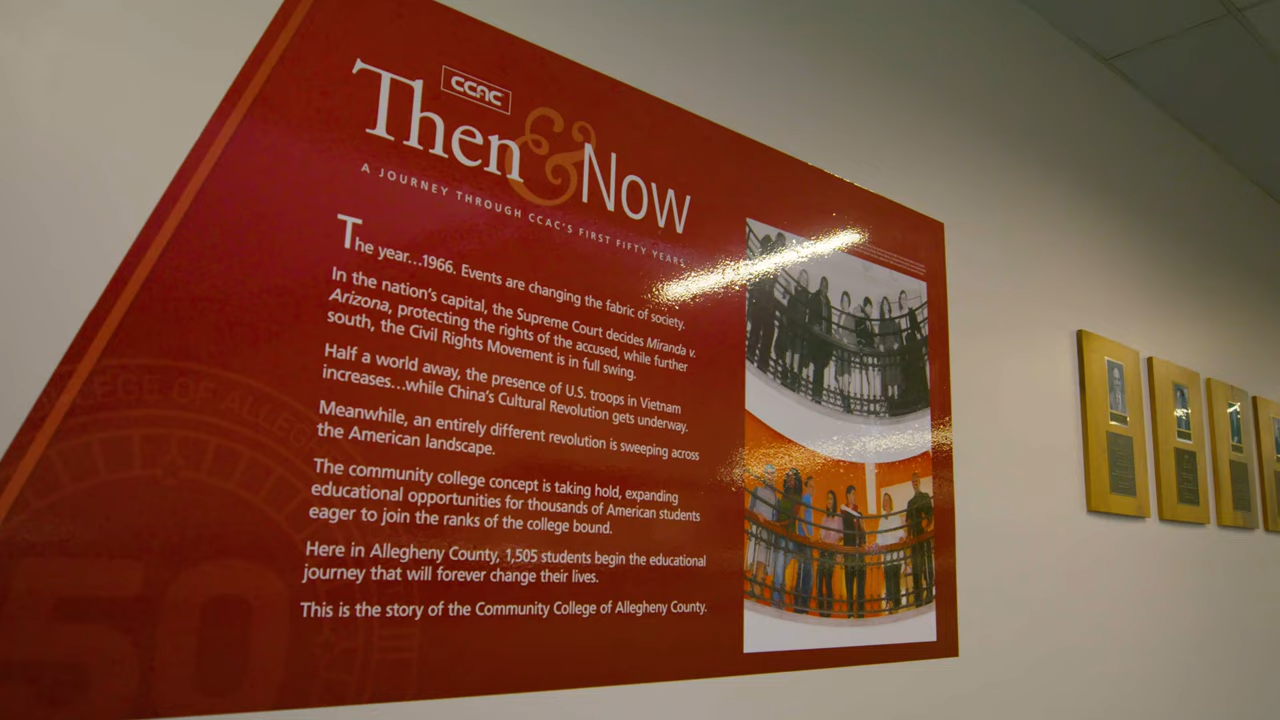 CCAC
Then & Now
A JOURNEY THROUGH CCAC'S FIRST FIFTY YEARS
The year...1966. Events are changing the fabric of society.
In the nation's capital, the Supreme Court decides Miranda v.
Arizona, protecting the rights of the accused, while further
south, the Civil Rights Movement is in full swing.
Half a world away, the presence of U.S. troops in Vietnam
increases...while China's Cultural Revolution gets underway.
Meanwhile, an entirely different revolution is sweeping across
the American landscape.
The community college concept is taking hold, expanding
educational opportunities for thousands of American students
eager to join the ranks of the college bound.
Here in Allegheny County, 1,505 students begin the educational
journey that will forever change their lives.
This is the story of the Community College of Allegheny County.
COLLEGE OF ALLEG
50